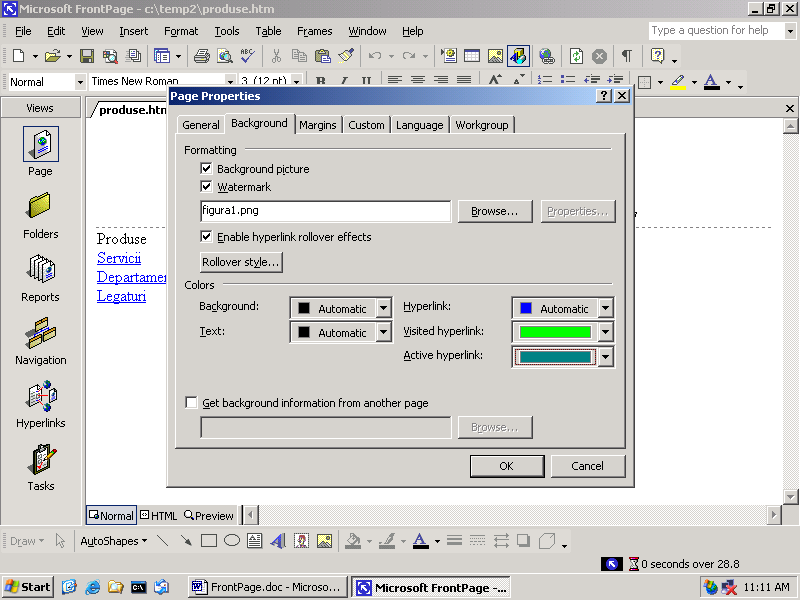 Microsoft FrontPage - c:\temp2\produse.htm
File Edit View Insert Format Tools Table Frames Window Help
Type a question for help
Normal Times New Roman 3 (12 pt) B I U A
Views
Page
Folders
Reports
Navigation
Hyperlinks
Tasks
/produse.htm
Produse
Servicii
Departamen
Legaturi
Page Properties
General Background Margins Custom Language Workgroup
Formatting
Background picture
Watermark
figura1.png Browse... Properties...
Enable hyperlink rollover effects
Rollover style...
Colors
Background: Automatic Hyperlink: Automatic
Text: Automatic Visited hyperlink:
Active hyperlink:
Get background information from another page
Browse...
OK Cancel
Normal HTML Preview
Draw AutoShapes A
0 seconds over 28.8
Start FrontPage.doc - Microso... Microsoft FrontPage -... 11:11 AM